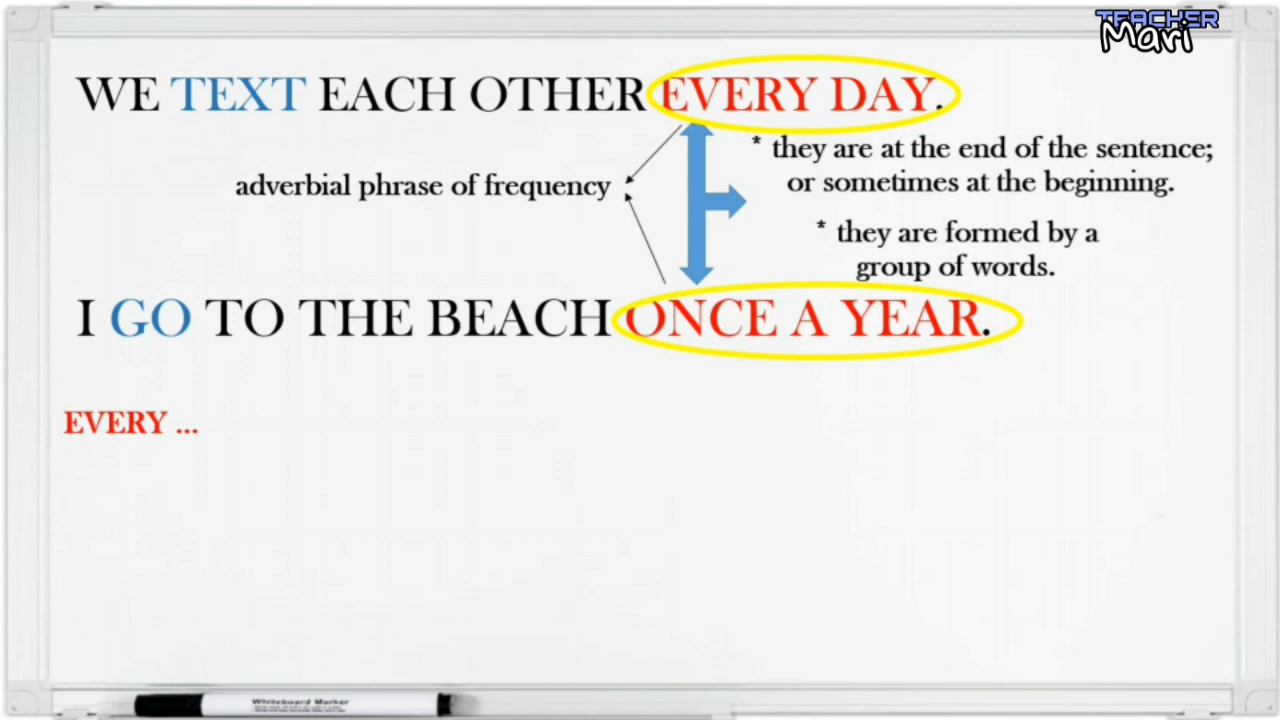 TEACHER
Mari
WE TEXT EACH OTHER EVERY DAY.
* they are at the end of the sentence;
or sometimes at the beginning.
adverbial phrase of frequency
* they are formed by a
group of words.
I GO TO THE BEACH ONCE A YEAR.
EVERY ...
Whiteboard Marker